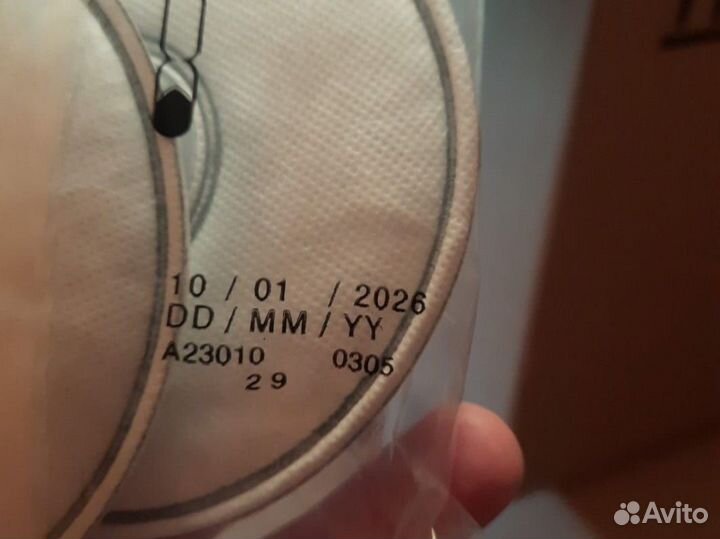 10 / 01 / 2026
DD / MM / YY
A23010 0305
29
Avito